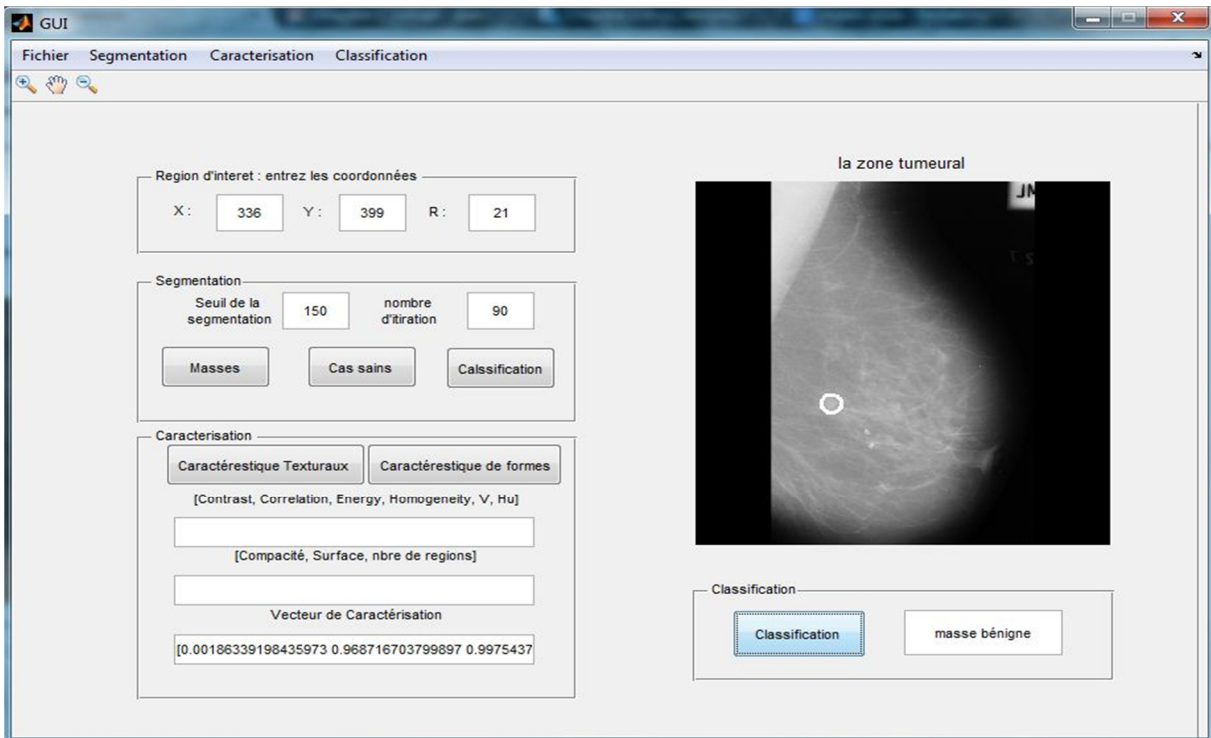 GUI
Fichier Segmentation Caracterisation Classification
Region d'interet : entrez les coordonnées
X : 336 Y : 399 R : 21
Segmentation
Seuil de la segmentation 150 nombre d'itiration 90
Masses Cas sains Calssification
Caracterisation
Caractérestique Texturaux Caractérestique de formes
[Contrast, Correlation, Energy, Homogeneity, V, Hu]
[Compacité, Surface, nbre de regions]
Vecteur de Caractérisation
[0.00186339198435973 0.968716703799897 0.9975437
la zone tumeural
Classification
Classification masse bénigne